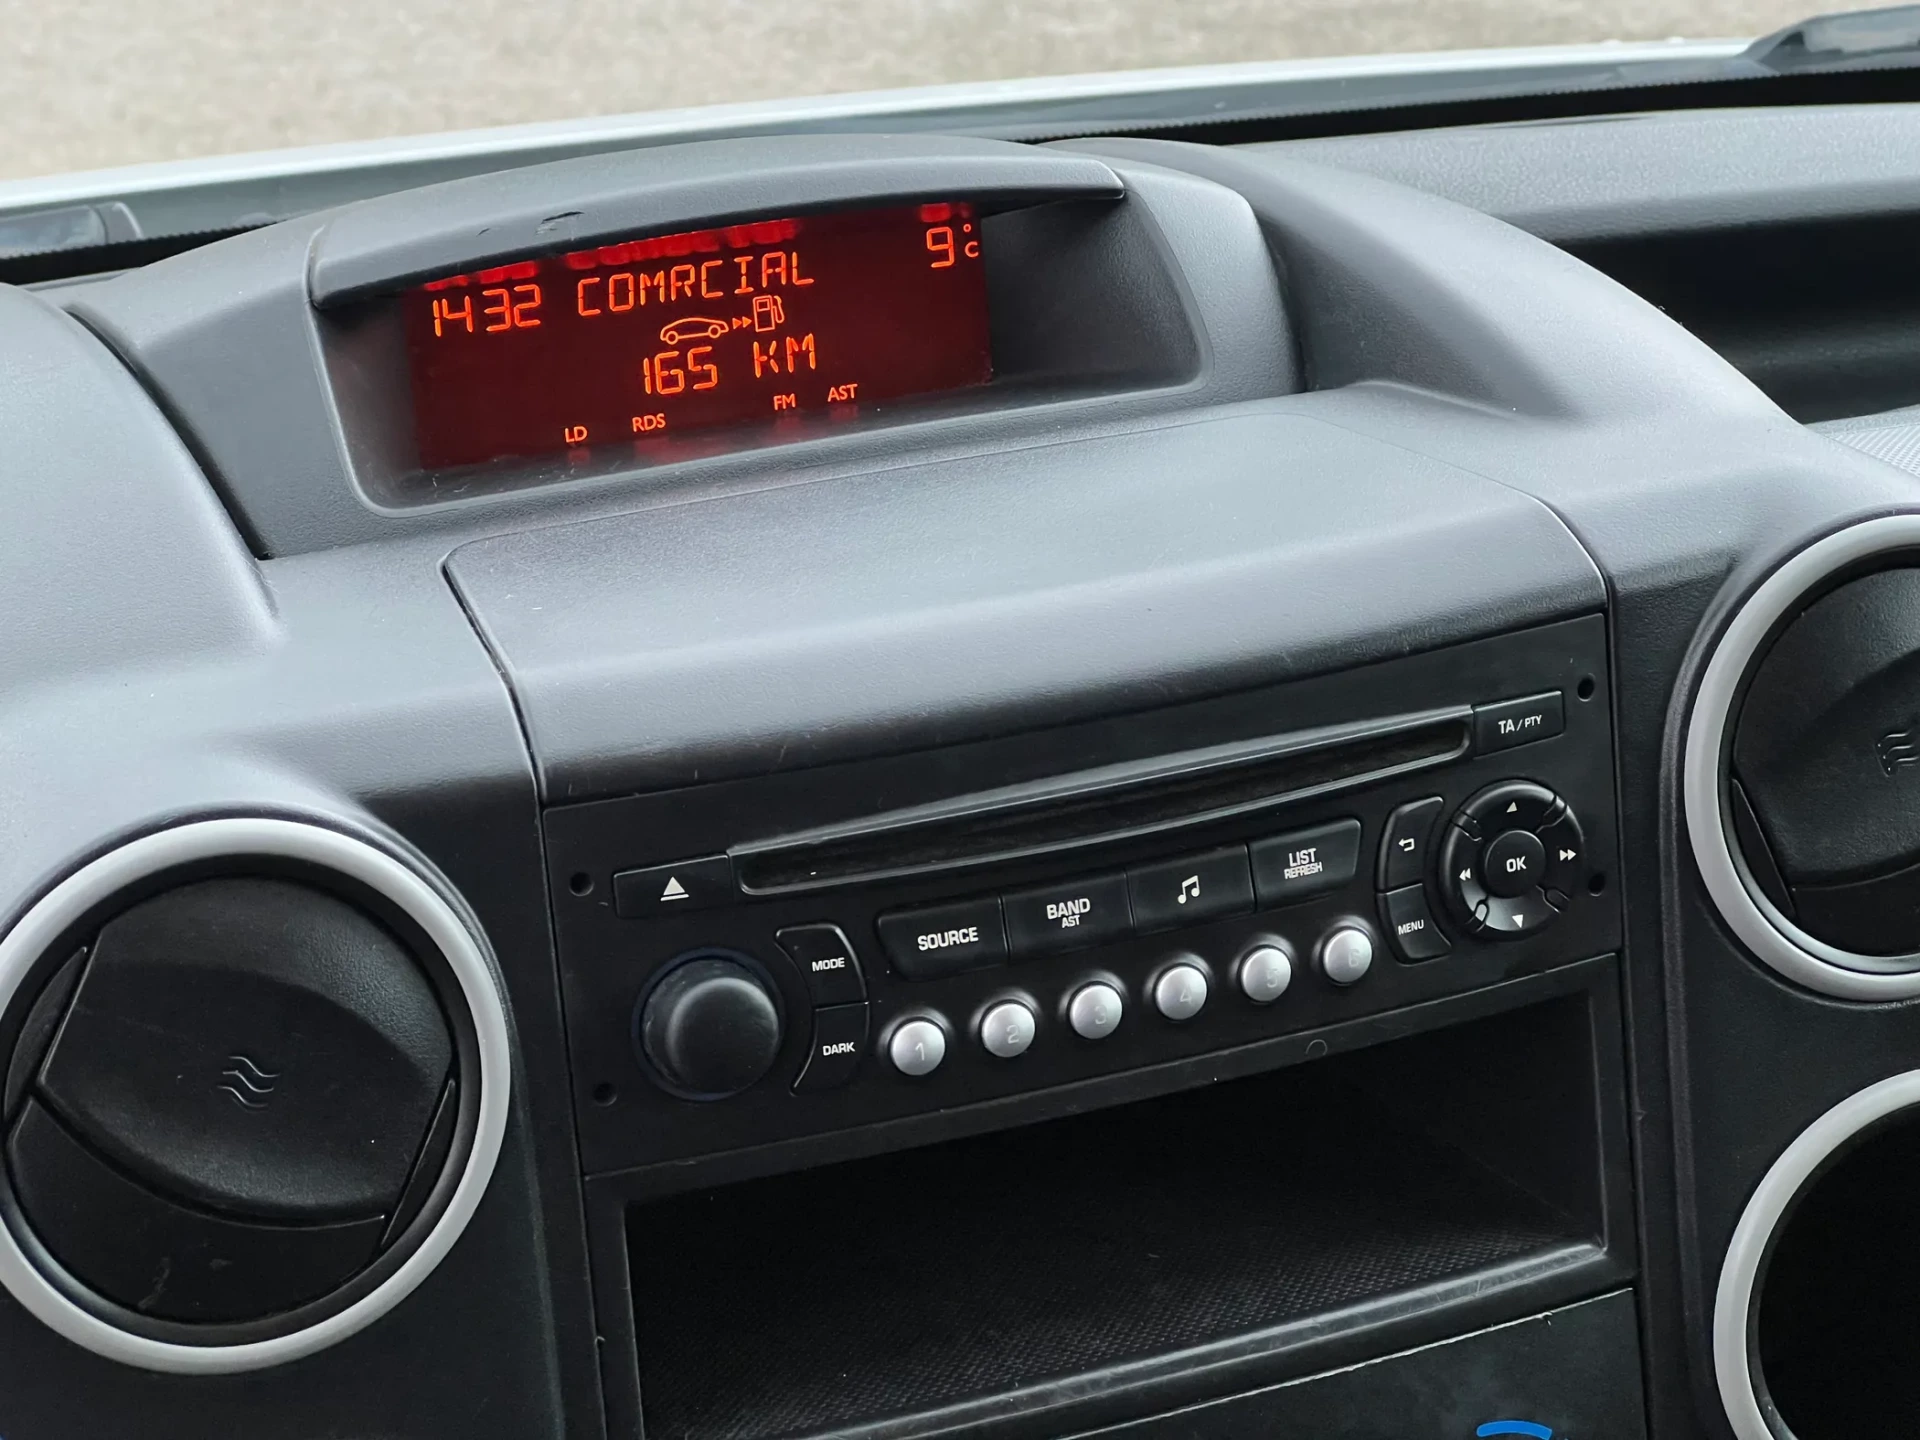 1432 COMRCIAL 9°C
165 KM
LD RDS FM AST
TA / PTY
SOURCE BAND AST LIST REFRESH
MODE MENU OK
DARK
1 2 3 4 5 6